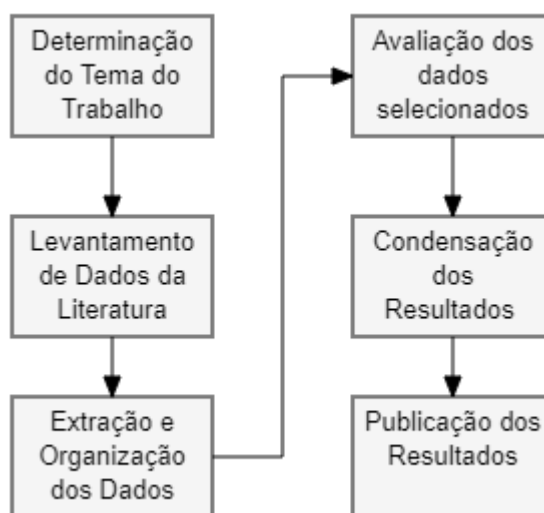 Determinação
do Tema do
Trabalho
Levantamento
de Dados da
Literatura
Extração e
Organização
dos Dados
Avaliação dos
dados
selecionados
Condensação
dos
Resultados
Publicação dos
Resultados